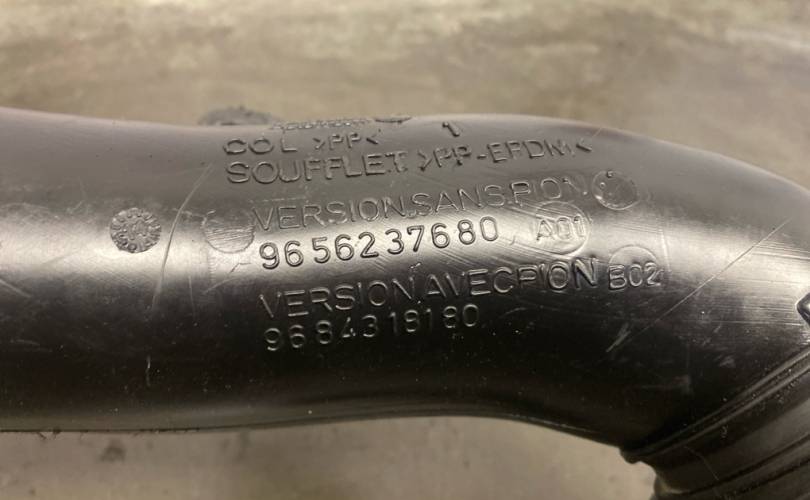 COL >PP< 1
SOUFFLET >PP-EPDM<
VERSION SANS PION
96 562 376 80 A01
VERSION AVEC PION B02
96 843 181 80